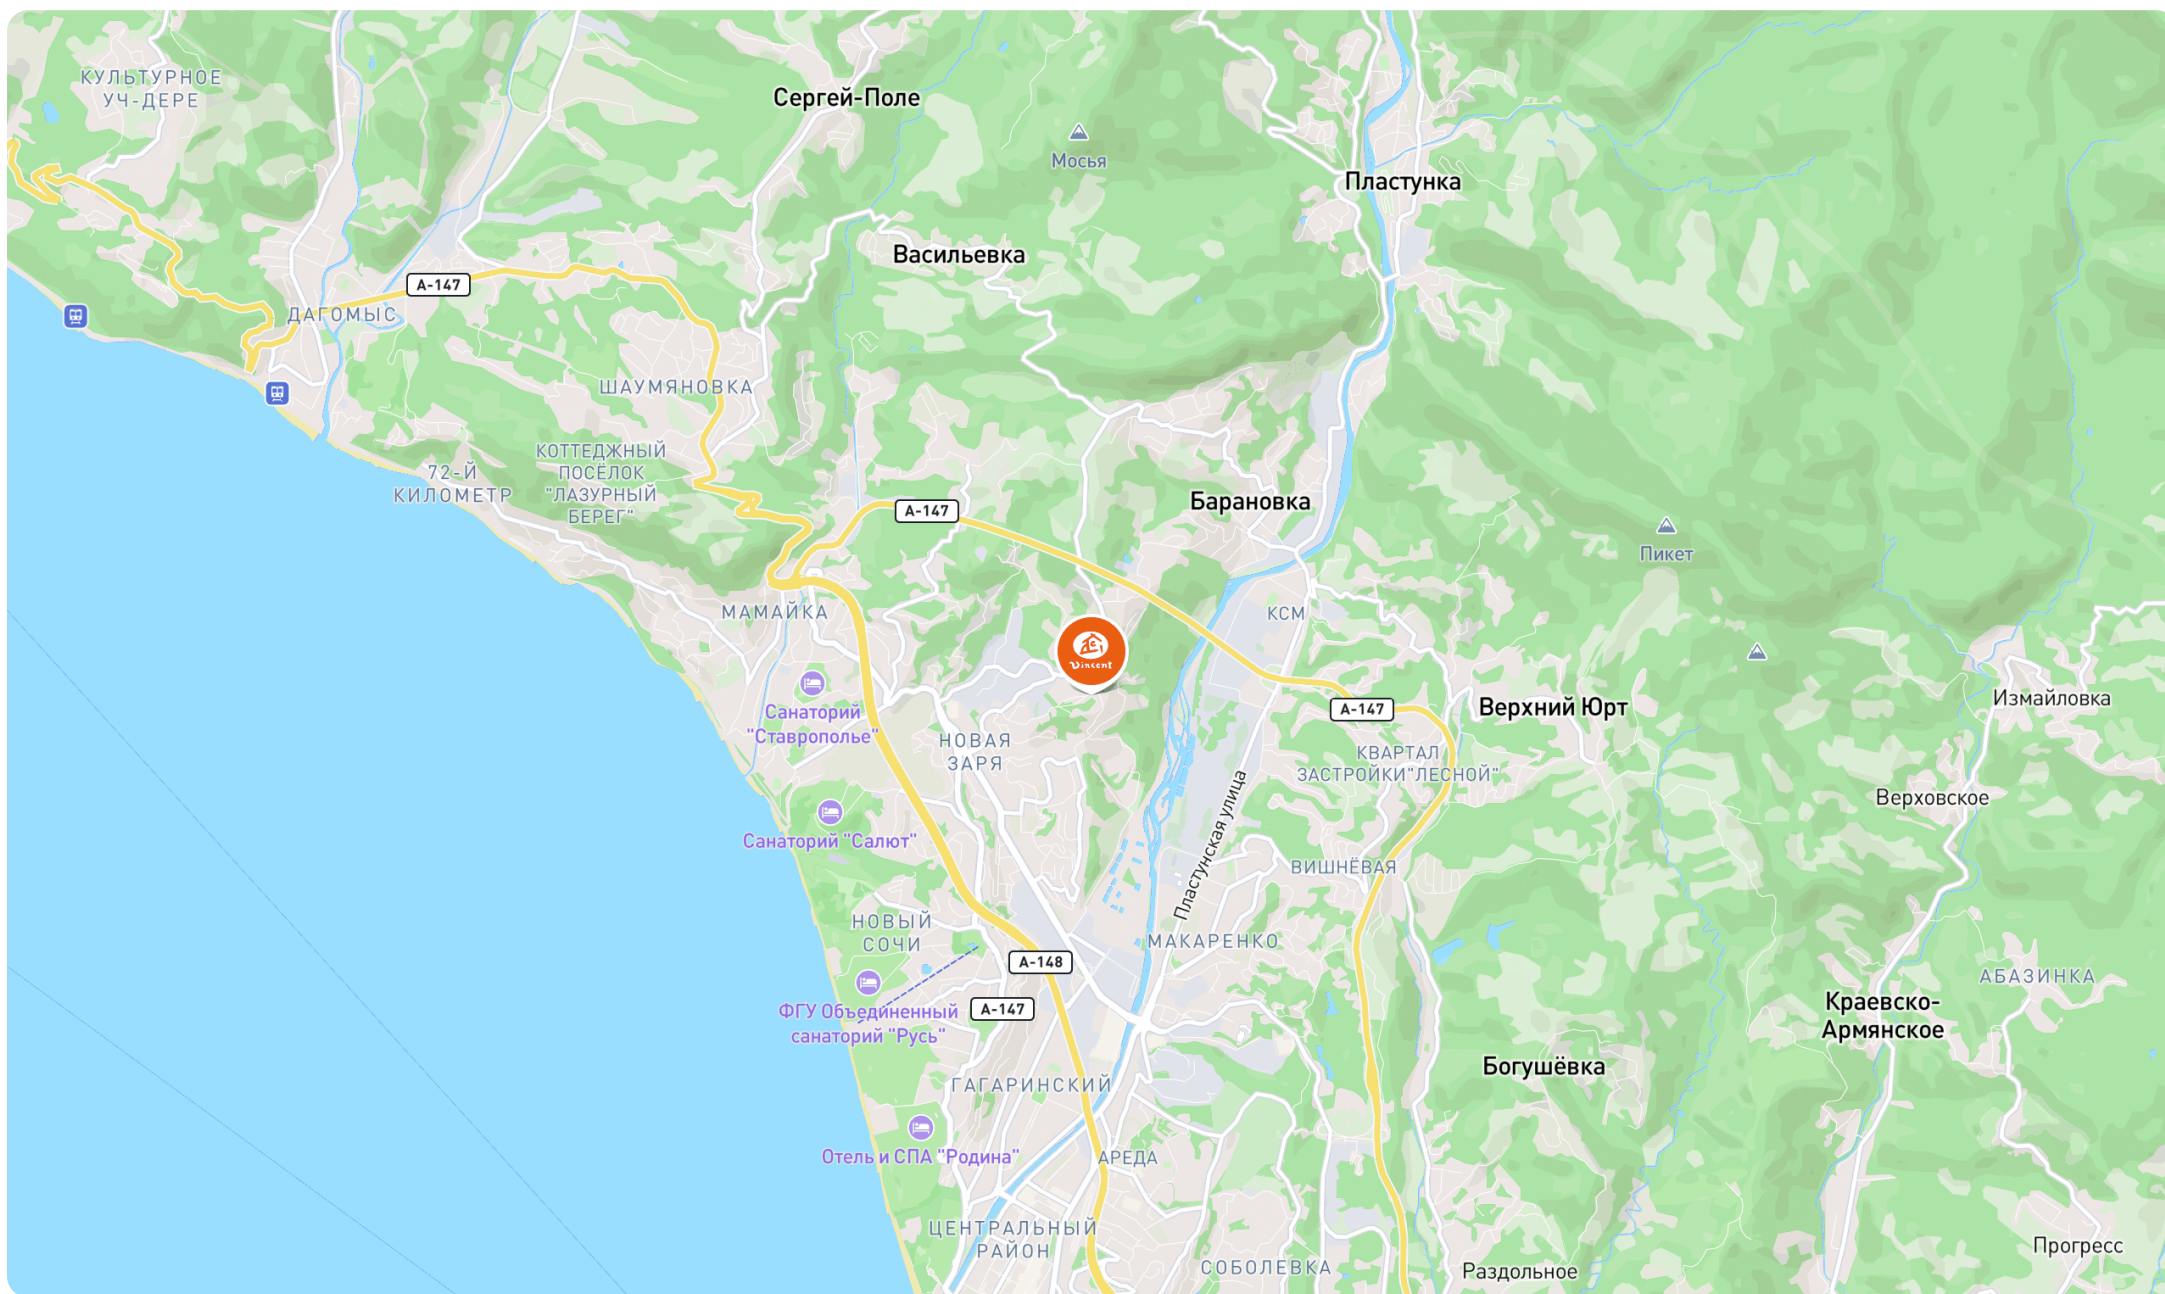 КУЛЬТУРНОЕ
УЧ-ДЕРЕ
Сергей-Поле
Мосья
Пластунка
Васильевка
А-147
ДАГОМЫС
ШАУМЯНОВКА
КОТТЕДЖНЫЙ
ПОСЁЛОК
"ЛАЗУРНЫЙ
БЕРЕГ"
72-Й
КИЛОМЕТР
А-147
Барановка
Пикет
МАМАЙКА
КСМ
Vincent
Измайловка
Санаторий
"Ставрополье"
А-147
Верхний Юрт
НОВАЯ
ЗАРЯ
КВАРТАЛ
ЗАСТРОЙКИ"ЛЕСНОЙ"
Верховское
Санаторий "Салют"
Пластунская улица
ВИШНЁВАЯ
НОВЫЙ
СОЧИ
МАКАРЕНКО
А-148
АБАЗИНКА
ФГУ Объединенный
санаторий "Русь"
А-147
Краевско-
Армянское
Богушёвка
ГАГАРИНСКИЙ
Отель и СПА "Родина"
АРЕДА
ЦЕНТРАЛЬНЫЙ
РАЙОН
СОБОЛЕВКА
Раздольное
Прогресс